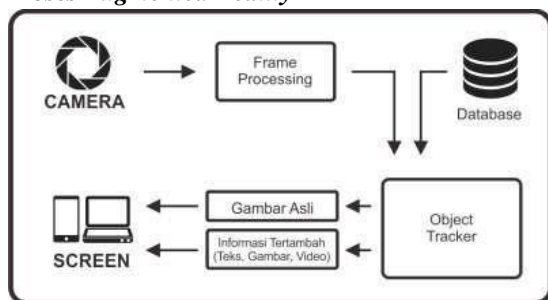 CAMERA
Frame
Processing
Database
SCREEN
Gambar Asli
Informasi Tertambah
(Teks, Gambar, Video)
Object
Tracker